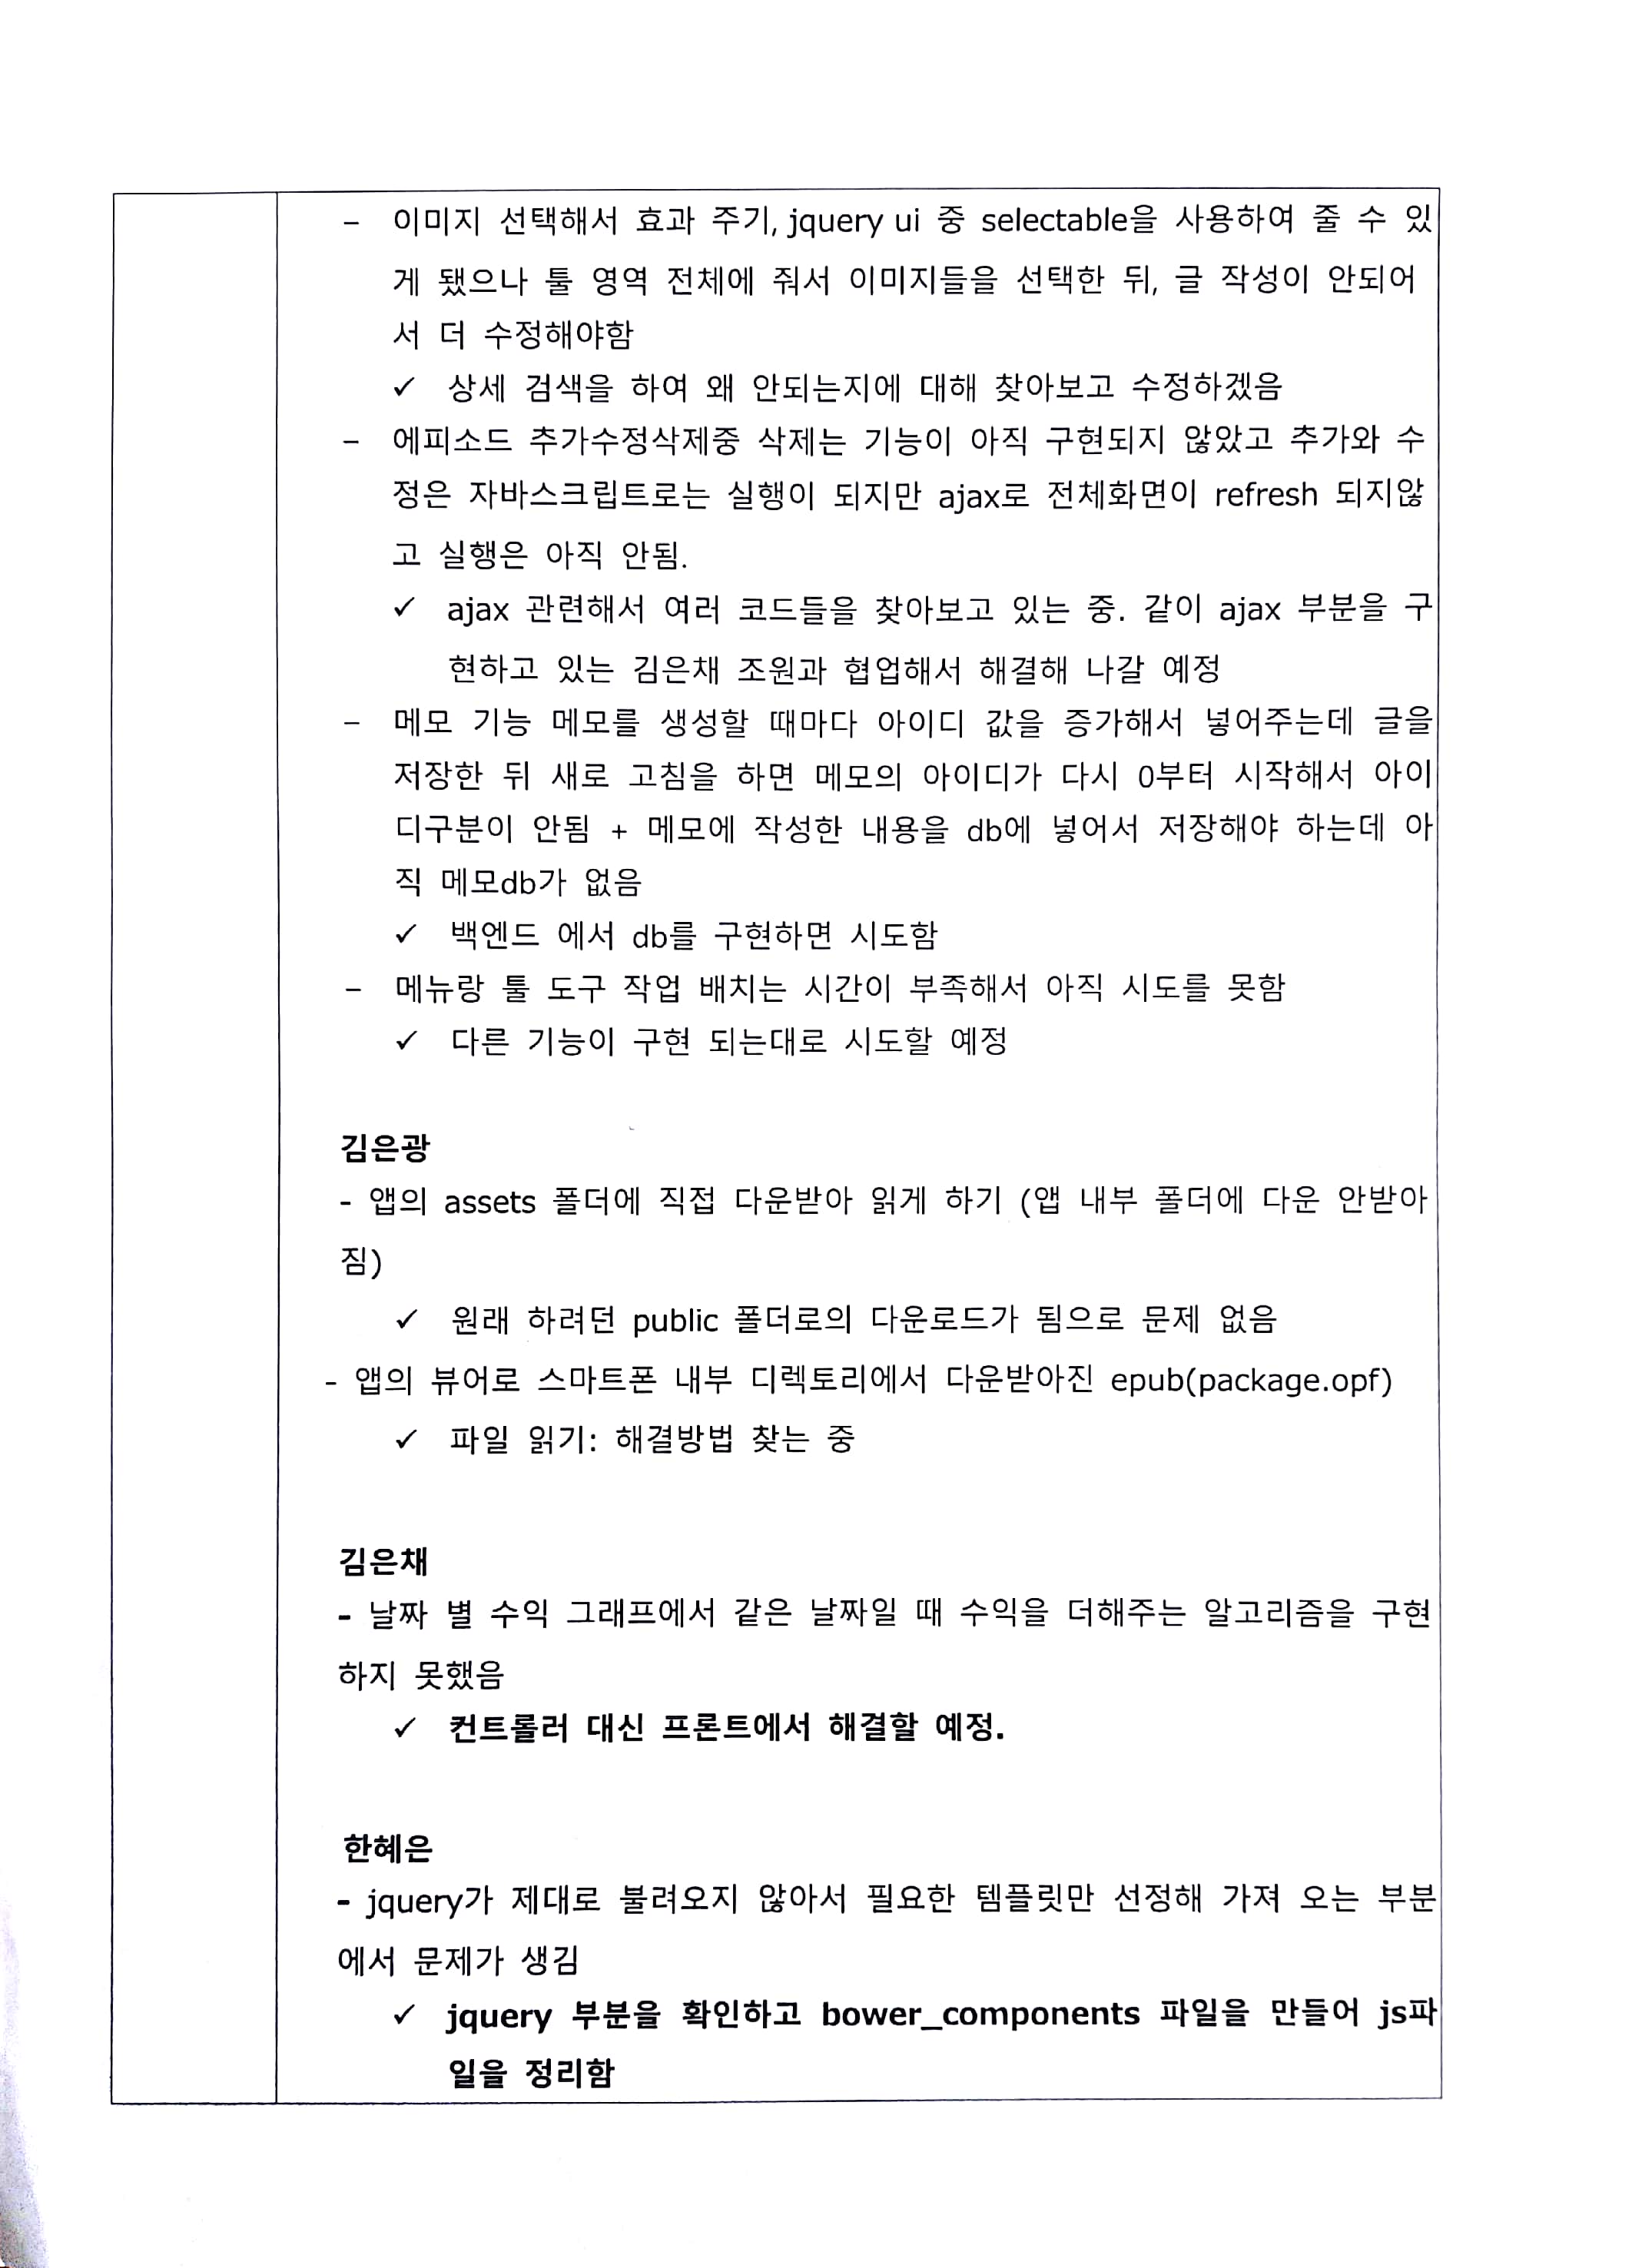 – 이미지 선택해서 효과 주기, jquery ui 중 selectable을 사용하여 줄 수 있
게 됐으나 툴 영역 전체에 줘서 이미지들을 선택한 뒤, 글 작성이 안되어
서 더 수정해야함
✓ 상세 검색을 하여 왜 안되는지에 대해 찾아보고 수정하겠음
– 에피소드 추가수정삭제중 삭제는 기능이 아직 구현되지 않았고 추가와 수
정은 자바스크립트로는 실행이 되지만 ajax로 전체화면이 refresh 되지않
고 실행은 아직 안됨.
✓ ajax 관련해서 여러 코드들을 찾아보고 있는 중. 같이 ajax 부분을 구
현하고 있는 김은채 조원과 협업해서 해결해 나갈 예정
– 메모 기능 메모를 생성할 때마다 아이디 값을 증가해서 넣어주는데 글을
저장한 뒤 새로 고침을 하면 메모의 아이디가 다시 0부터 시작해서 아이
디구분이 안됨 + 메모에 작성한 내용을 db에 넣어서 저장해야 하는데 아
직 메모db가 없음
✓ 백엔드 에서 db를 구현하면 시도함
– 메뉴랑 툴 도구 작업 배치는 시간이 부족해서 아직 시도를 못함
✓ 다른 기능이 구현 되는대로 시도할 예정
김은광
- 앱의 assets 폴더에 직접 다운받아 읽게 하기 (앱 내부 폴더에 다운 안받아
짐)
✓ 원래 하려던 public 폴더로의 다운로드가 됨으로 문제 없음
- 앱의 뷰어로 스마트폰 내부 디렉토리에서 다운받아진 epub(package.opf)
✓ 파일 읽기: 해결방법 찾는 중
김은채
- 날짜 별 수익 그래프에서 같은 날짜일 때 수익을 더해주는 알고리즘을 구현
하지 못했음
✓ 컨트롤러 대신 프론트에서 해결할 예정.
한혜은
- jquery가 제대로 불려오지 않아서 필요한 템플릿만 선정해 가져 오는 부분
에서 문제가 생김
✓ jquery 부분을 확인하고 bower_components 파일을 만들어 js파
일을 정리함